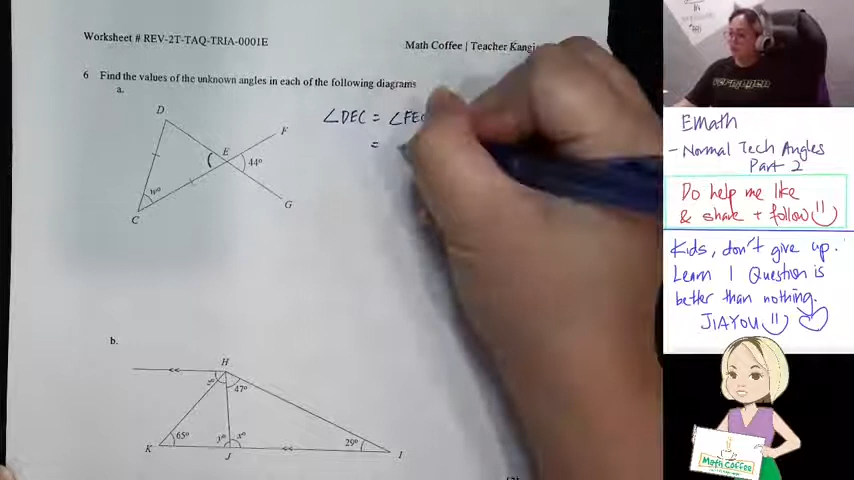 Worksheet # REV-2T-TAQ-TRIA-0001E
Math Coffee | Teacher
6 Find the values of the unknown angles in each of the following diagrams
a.
D
F
E
44°
w°
C
G
∠DEC =
=
b.
H
47°
65°
y° x°
29°
K
J
I
EMath
- Normal Tech Angles
Part 2
Do help me like
& share + follow
Kids, don't give up.
Learn 1 Question is
better than nothing.
JIAYOU
Math Coffee